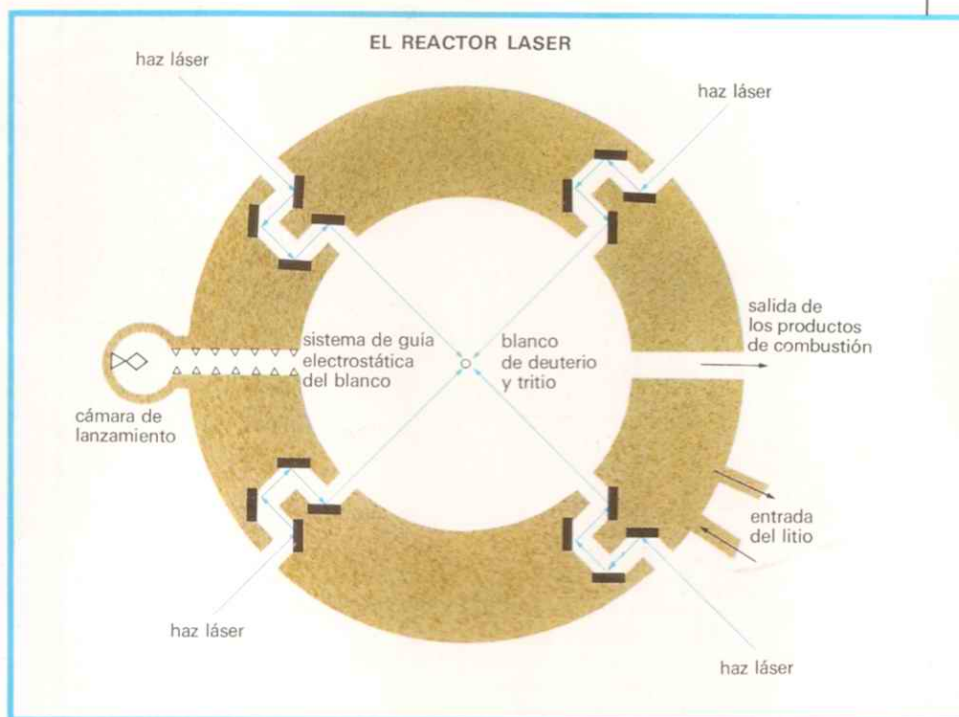 EL REACTOR LASER
haz láser
haz láser
salida de
los productos
de combustión
sistema de guía
electrostática
del blanco
blanco
de deuterio
y tritio
cámara de
lanzamiento
entrada
del litio
haz láser
haz láser